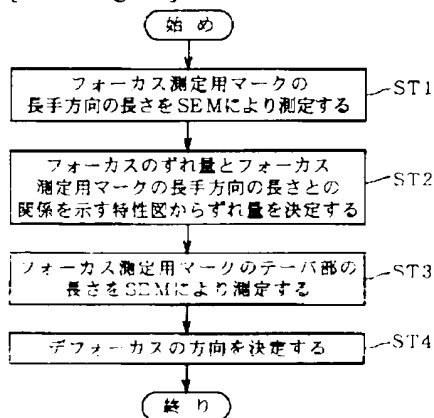 始め
フォーカス測定用マークの
長手方向の長さをSEMにより測定する
ST1
フォーカスのずれ量とフォーカス
測定用マークの長手方向の長さとの
関係を示す特性図からずれ量を決定する
ST2
フォーカス測定用マークのテーパ部の
長さをSEMにより測定する
ST3
デフォーカスの方向を決定する
ST4
終り